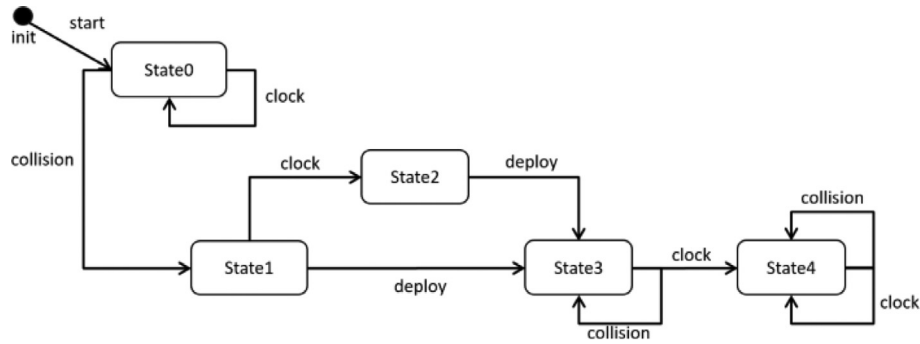 start
init
State0
clock
collision
clock
State2
deploy
collision
State1
deploy
State3
clock
State4
collision
clock